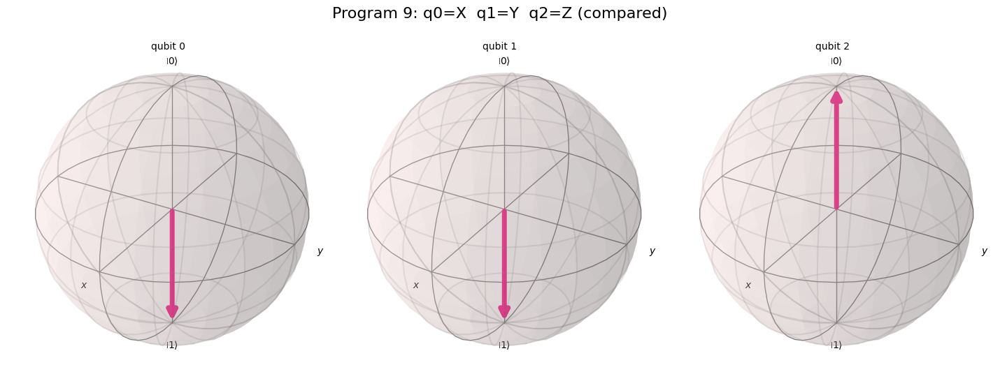 Program 9: q0=X  q1=Y  q2=Z (compared)
qubit 0
|0⟩
x
y
|1⟩
qubit 1
|0⟩
x
y
|1⟩
qubit 2
|0⟩
x
y
|1⟩